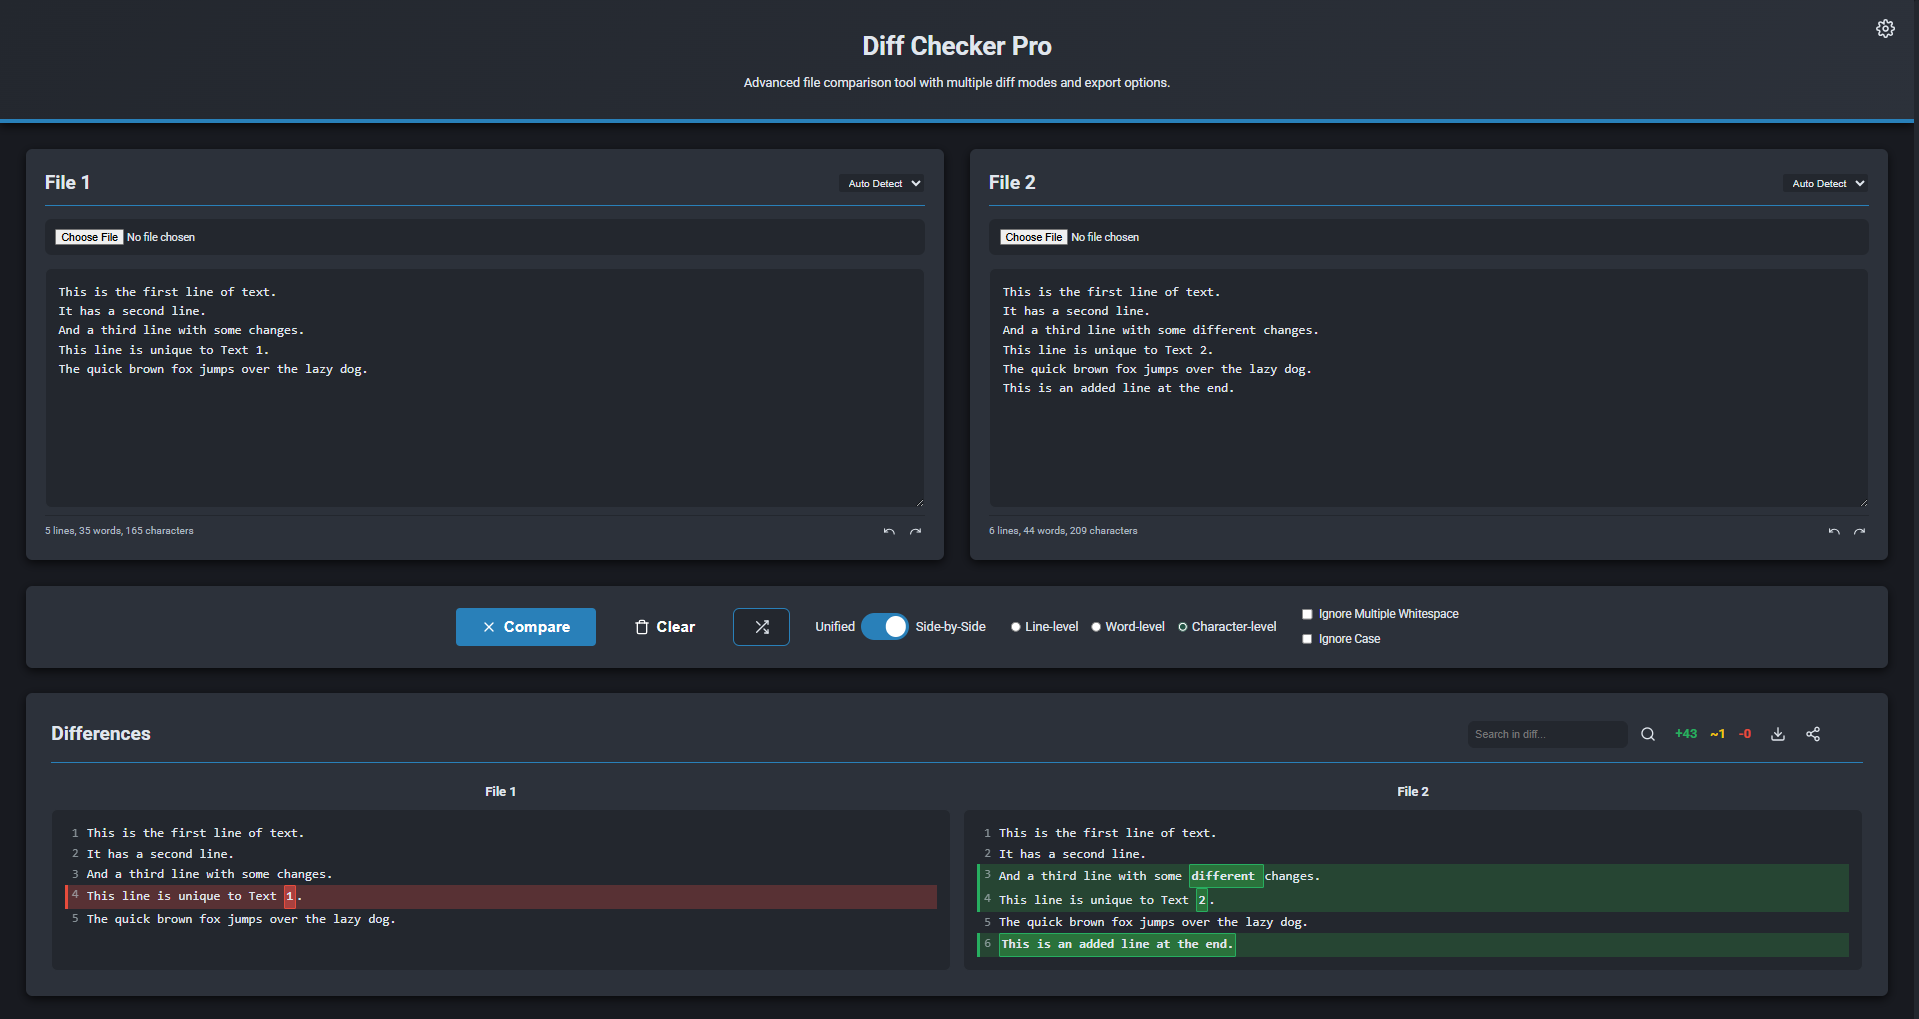 Diff Checker Pro
Advanced file comparison tool with multiple diff modes and export options.
File 1
Auto Detect
Choose File No file chosen
This is the first line of text.
It has a second line.
And a third line with some changes.
This line is unique to Text 1.
The quick brown fox jumps over the lazy dog.
5 lines, 35 words, 165 characters
File 2
Auto Detect
Choose File No file chosen
This is the first line of text.
It has a second line.
And a third line with some different changes.
This line is unique to Text 2.
The quick brown fox jumps over the lazy dog.
This is an added line at the end.
6 lines, 44 words, 209 characters
Compare
Clear
Unified
Side-by-Side
Line-level
Word-level
Character-level
Ignore Multiple Whitespace
Ignore Case
Differences
Search in diff...
+43 ~1 -0
File 1
1 This is the first line of text.
2 It has a second line.
3 And a third line with some changes.
4 This line is unique to Text 1.
5 The quick brown fox jumps over the lazy dog.
File 2
1 This is the first line of text.
2 It has a second line.
3 And a third line with some different changes.
4 This line is unique to Text 2.
5 The quick brown fox jumps over the lazy dog.
6 This is an added line at the end.